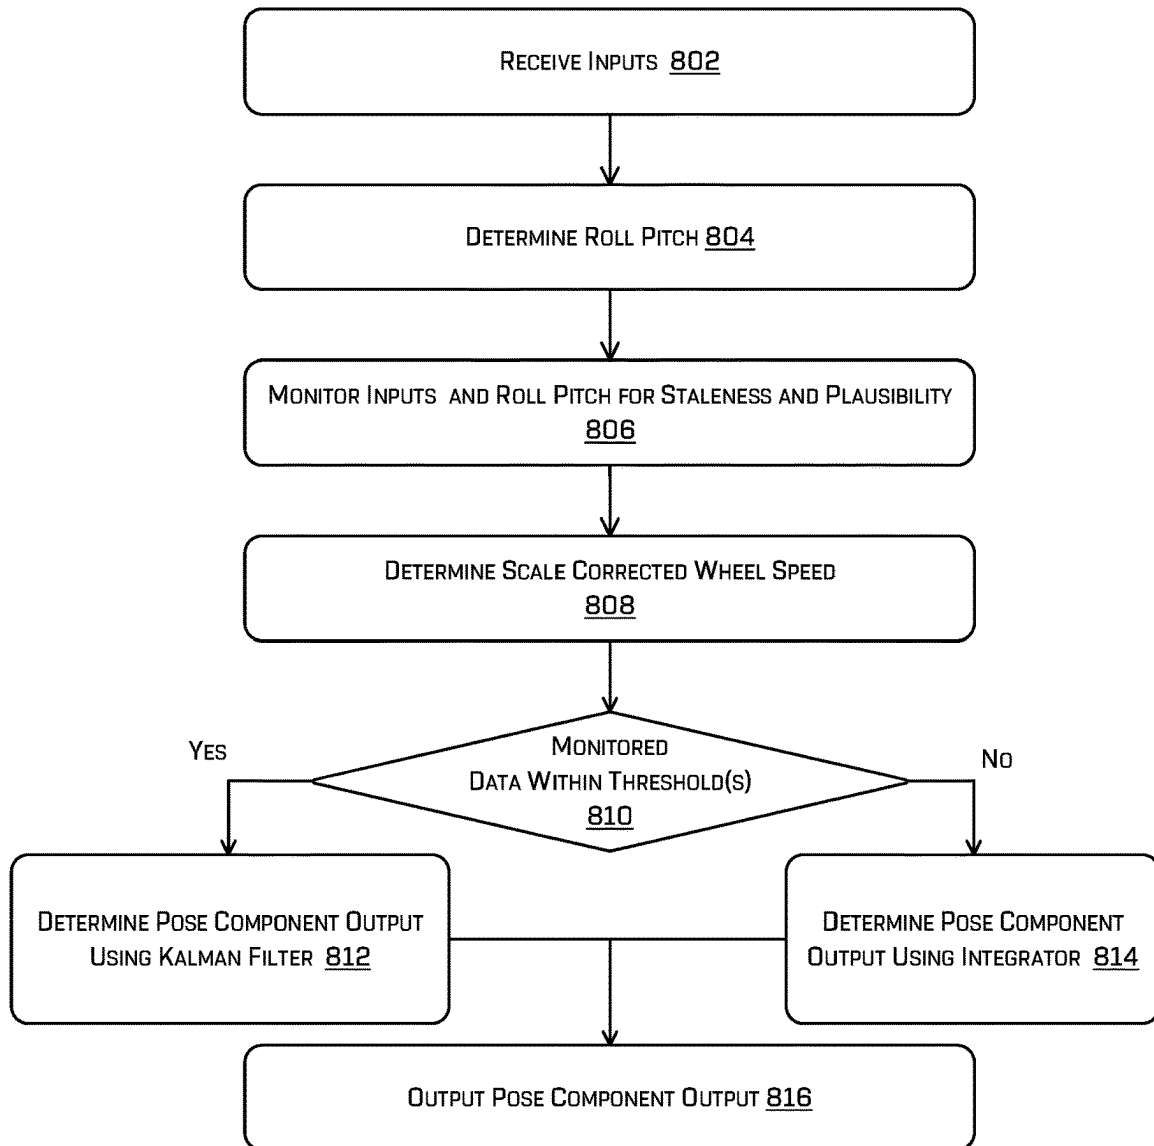 RECEIVE INPUTS 802
DETERMINE ROLL PITCH 804
MONITOR INPUTS AND ROLL PITCH FOR STALENESS AND PLAUSIBILITY
806
DETERMINE SCALE CORRECTED WHEEL SPEED
808
YES
MONITORED
DATA WITHIN THRESHOLD(S)
810
NO
DETERMINE POSE COMPONENT OUTPUT
USING KALMAN FILTER 812
DETERMINE POSE COMPONENT
OUTPUT USING INTEGRATOR 814
OUTPUT POSE COMPONENT OUTPUT 816